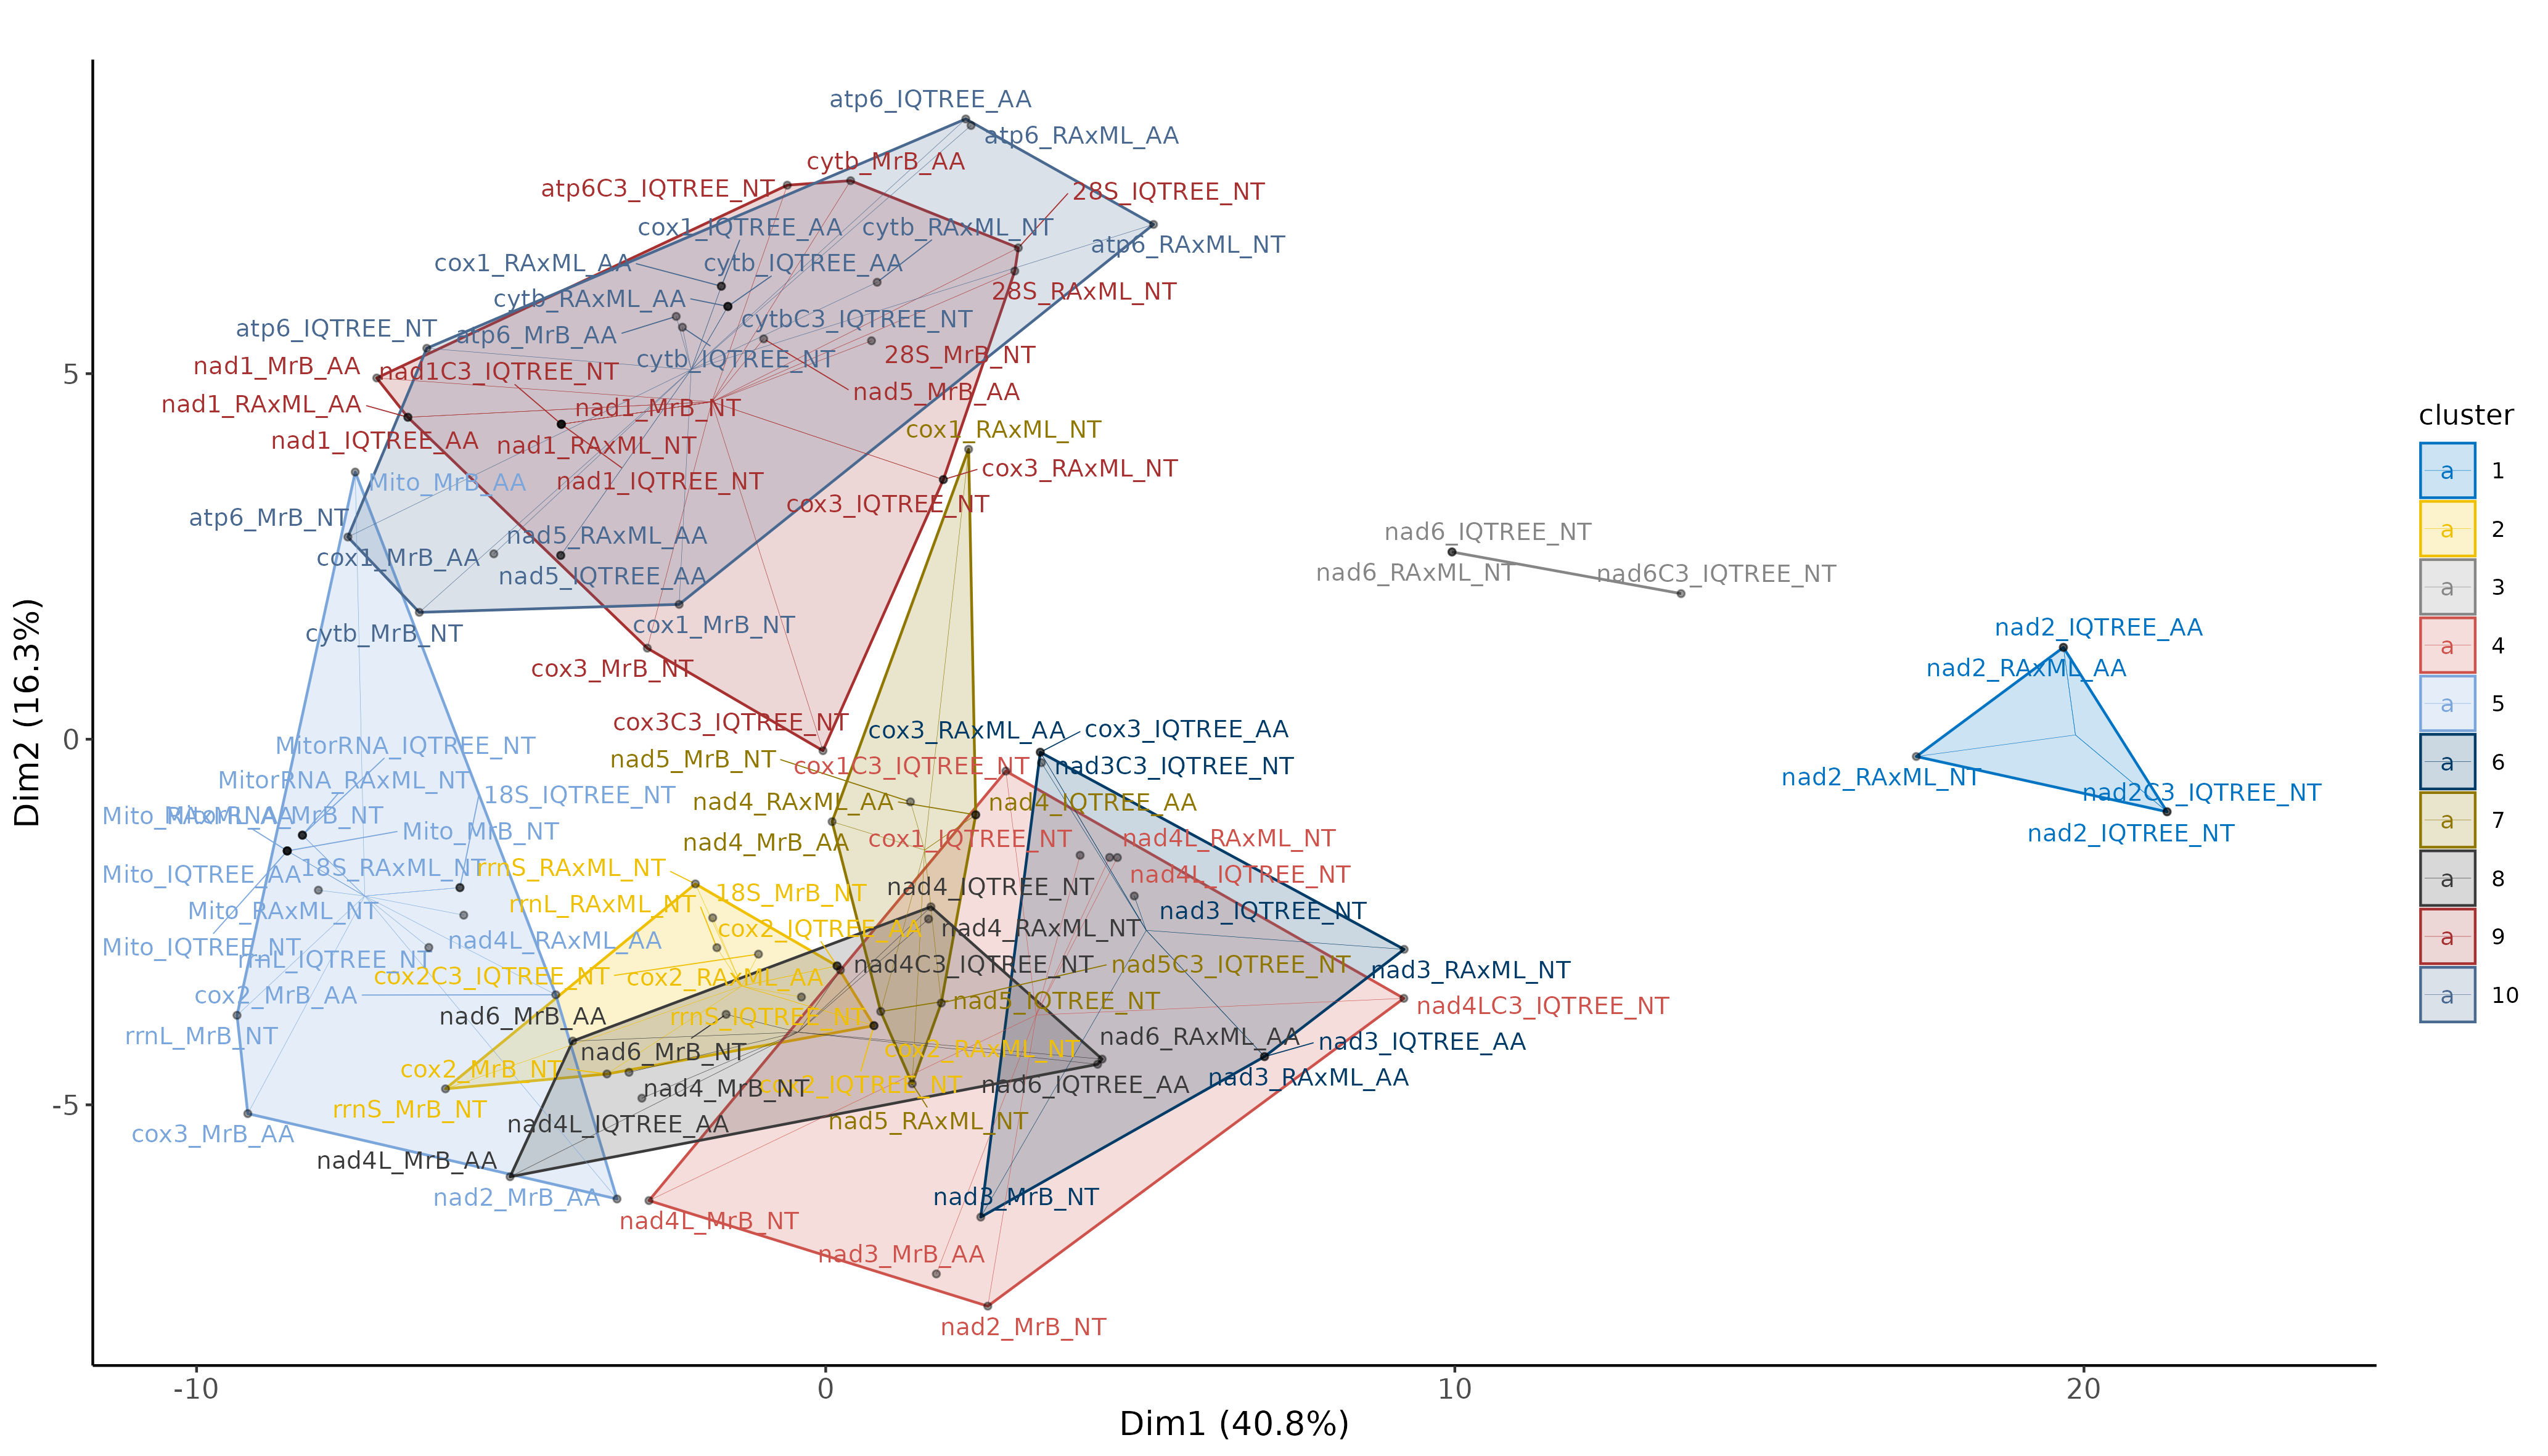 atp6_IQTREE_AA
atp6_RAxML_AA
cytb_MrB_AA
atp6C3_IQTREE_NT
28S_IQTREE_NT
cox1_IQTREE_AA
cytb_RAxML_NT
atp6_RAxML_NT
cox1_RAxML_AA
cytb_IQTREE_AA
28S_RAxML_NT
cytb_RAxML_AA
cytbC3_IQTREE_NT
atp6_IQTREE_NT
atp6_MrB_AA
cytb_IQTREE_NT
28S_MrB_NT
nad1_MrB_AA
nad1C3_IQTREE_NT
nad5_MrB_AA
5
nad1_RAxML_AA
nad1_MrB_NT
cox1_RAxML_NT
nad1_IQTREE_AA
nad1_RAxML_NT
cox3_RAxML_NT
Mito_MrB_AA
nad1_IQTREE_NT
cox3_IQTREE_NT
atp6_MrB_NT
nad5_RAxML_AA
nad6_IQTREE_NT
cox1_MrB_AA
nad5_IQTREE_AA
nad6_RAxML_NT
nad6C3_IQTREE_NT
cytb_MrB_NT
cox1_MrB_NT
nad2_IQTREE_AA
cox3_MrB_NT
nad2_RAxML_AA
cox3C3_IQTREE_NT
cox3_RAxML_AA
cox3_IQTREE_AA
0
MitorRNA_IQTREE_NT
nad5_MrB_NT
cox1C3_IQTREE_NT
nad3C3_IQTREE_NT
nad2_RAxML_NT
MitorRNA_RAxML_NT
18S_IQTREE_NT
nad4_RAxML_AA
nad4_IQTREE_AA
nad2C3_IQTREE_NT
Mito_RAxML_AA
MitorRNA_MrB_NT
Mito_MrB_NT
nad4_MrB_AA
cox1_IQTREE_NT
nad4L_RAxML_NT
nad2_IQTREE_NT
Mito_IQTREE_AA
18S_RAxML_NT
rrnS_RAxML_NT
18S_MrB_NT
nad4_IQTREE_NT
nad4L_IQTREE_NT
Mito_RAxML_NT
rrnL_RAxML_NT
nad3_IQTREE_NT
Mito_IQTREE_NT
nad4L_RAxML_AA
cox2_IQTREE_AA
nad4_RAxML_NT
rrnL_IQTREE_NT
cox2C3_IQTREE_NT
cox2_RAxML_AA
nad4C3_IQTREE_NT
nad5C3_IQTREE_NT
nad3_RAxML_NT
cox2_MrB_AA
nad6_MrB_AA
rrnS_IQTREE_NT
nad5_IQTREE_NT
nad4LC3_IQTREE_NT
rrnL_MrB_NT
nad6_MrB_NT
cox2_RAxML_NT
nad6_RAxML_AA
nad3_IQTREE_AA
cox2_MrB_NT
nad4_MrB_NT
cox2_IQTREE_NT
nad6_IQTREE_AA
nad3_RAxML_AA
-5
rrnS_MrB_NT
nad4L_IQTREE_AA
nad5_RAxML_NT
cox3_MrB_AA
nad4L_MrB_AA
nad2_MrB_AA
nad3_MrB_NT
nad4L_MrB_NT
nad3_MrB_AA
nad2_MrB_NT
-10
0
10
20
Dim1 (40.8%)
Dim2 (16.3%)
cluster
a 1
a 2
a 3
a 4
a 5
a 6
a 7
a 8
a 9
a 10